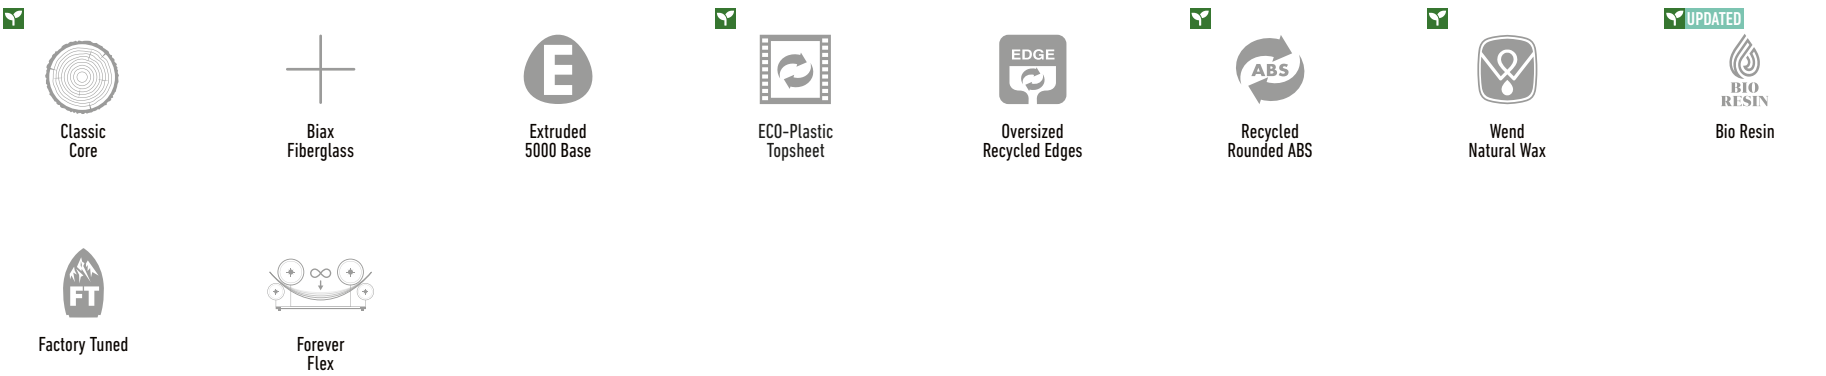 UPDATED
E
EDGE
ABS
BIO
RESIN
Classic
Core
Biax
Fiberglass
Extruded
5000 Base
ECO-Plastic
Topsheet
Oversized
Recycled Edges
Recycled
Rounded ABS
Wend
Natural Wax
Bio Resin
FT
Factory Tuned
Forever
Flex